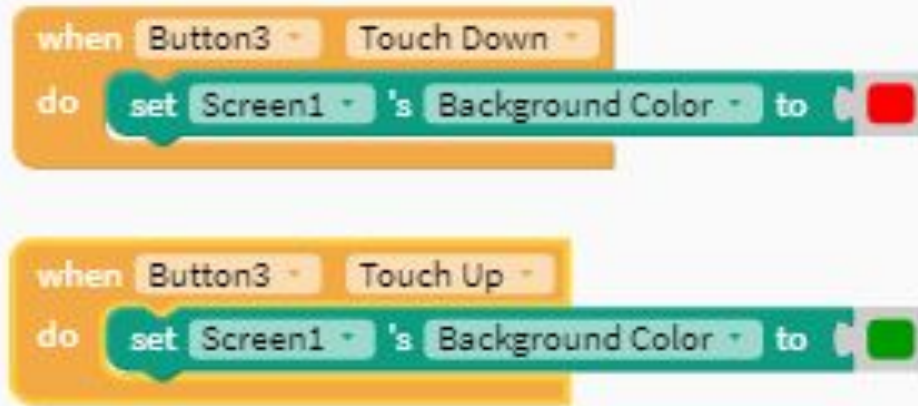 when Button3 Touch Down
do set Screen1 's Background Color to
when Button3 Touch Up
do set Screen1 's Background Color to